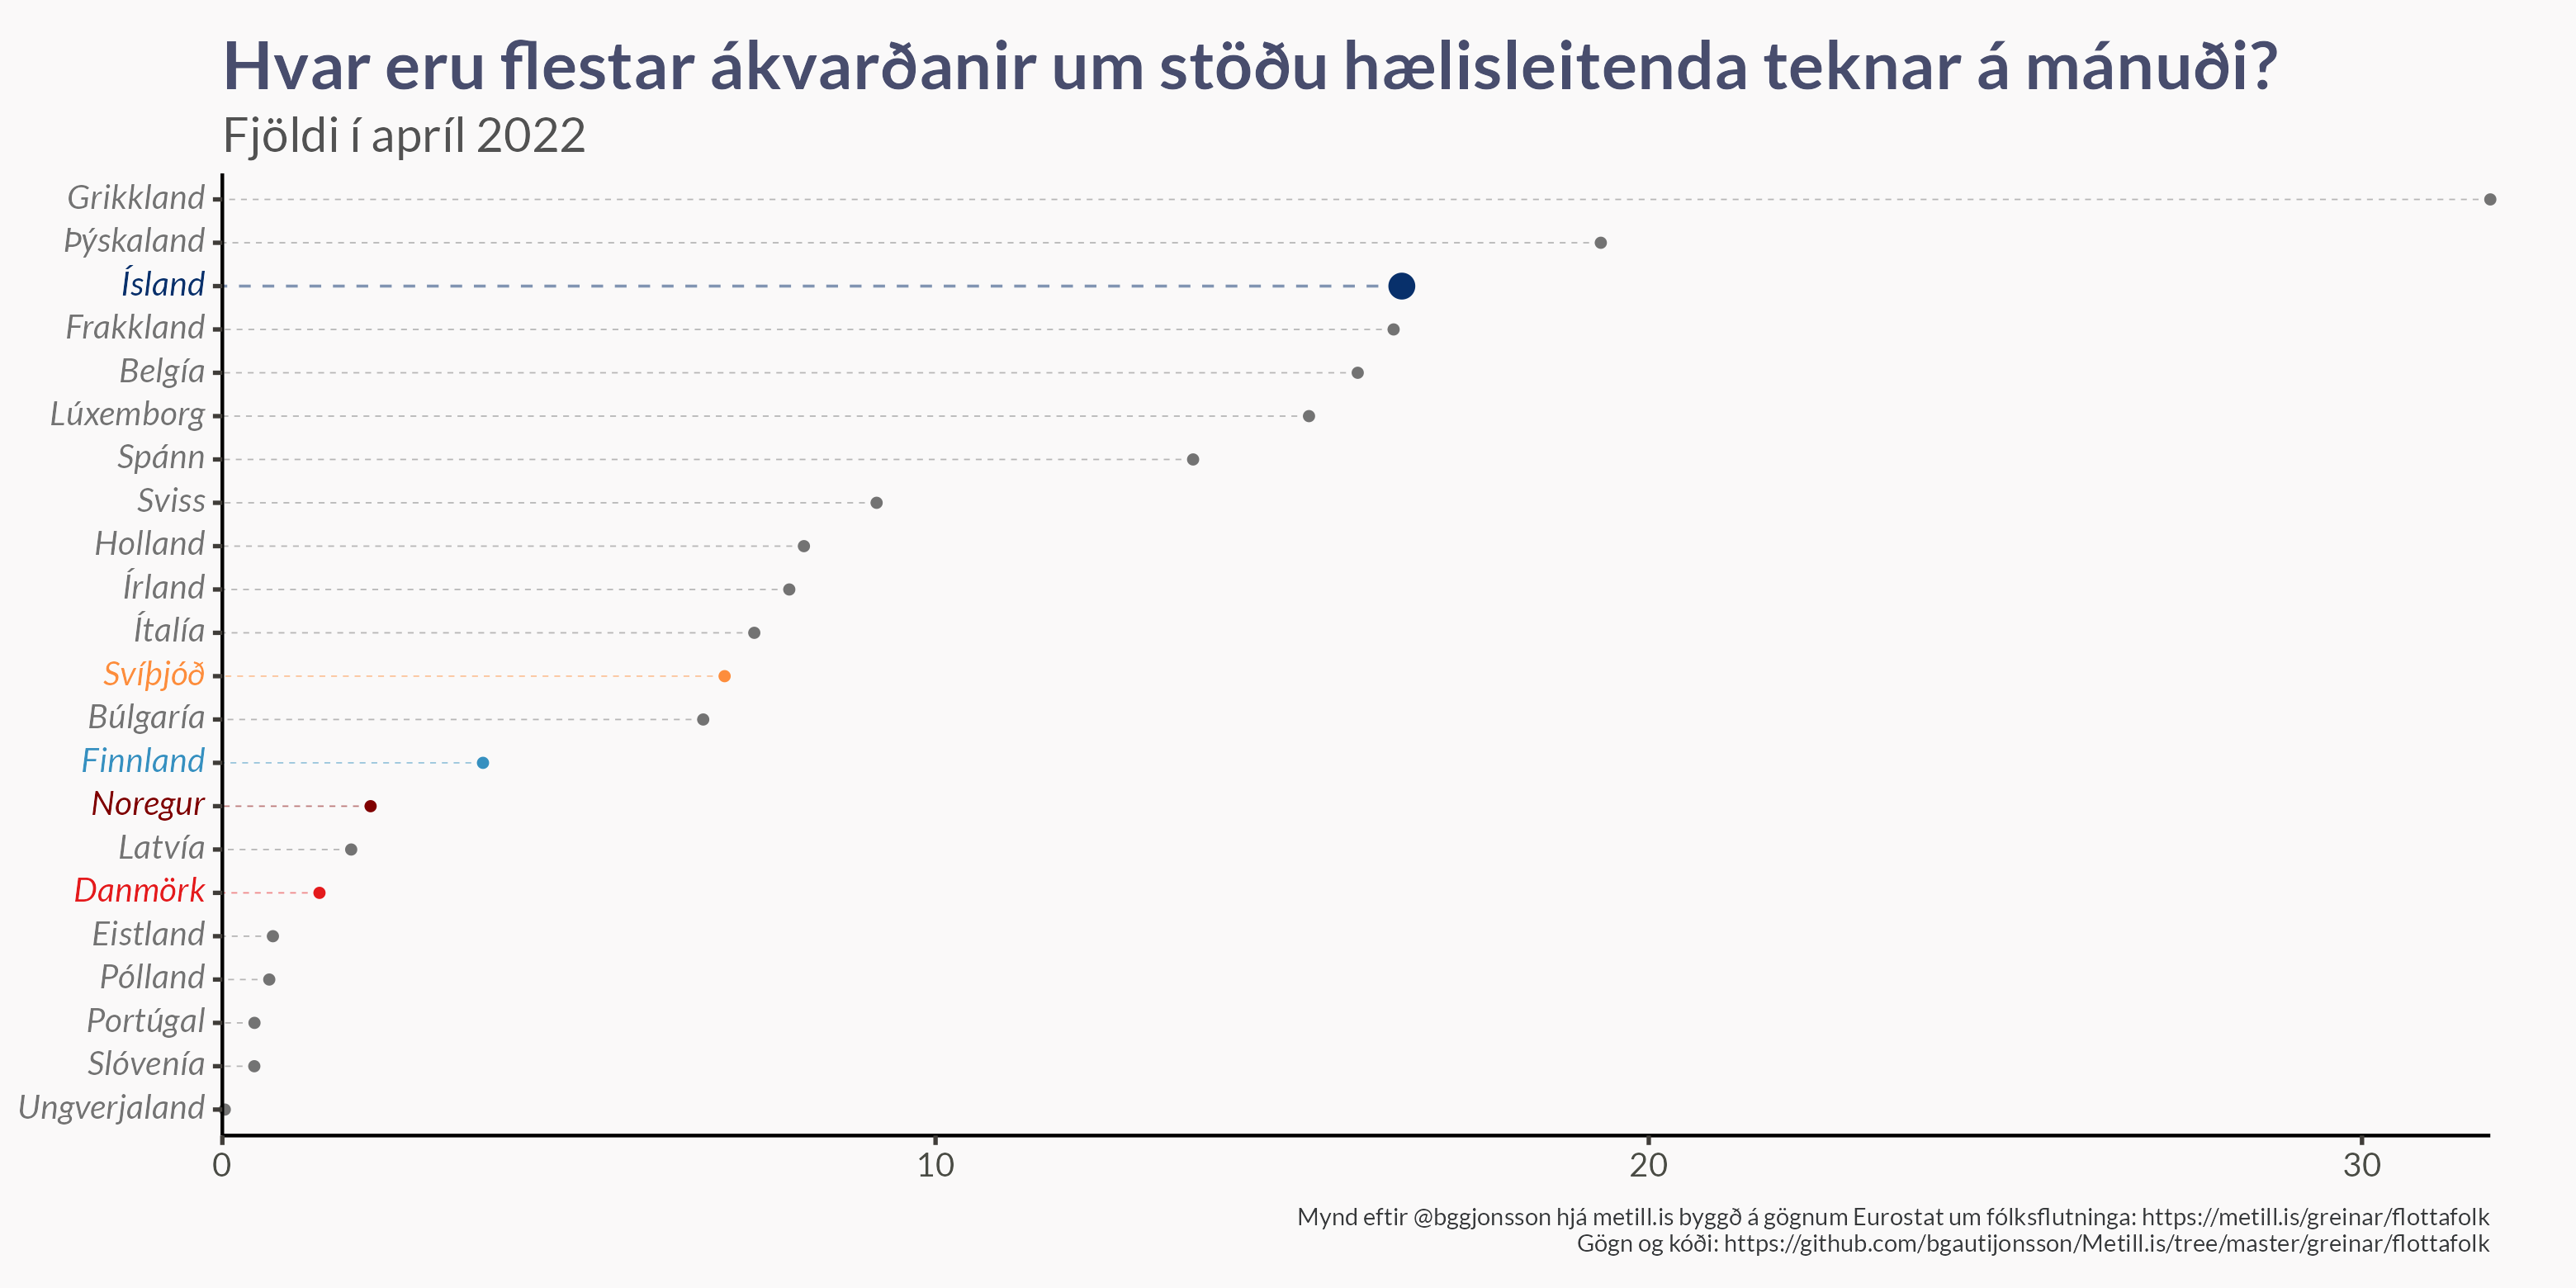 Hvar eru flestar ákvarðanir um stöðu hælisleitenda teknar á mánuði?
Fjöldi í apríl 2022
Grikkland
Þýskaland
Ísland
Frakkland
Belgía
Lúxemborg
Spánn
Sviss
Holland
Írland
Ítalía
Svíþjóð
Búlgaría
Finnland
Noregur
Latvía
Danmörk
Eistland
Pólland
Portúgal
Slóvenía
Ungverjaland
0 10 20 30
Mynd eftir @bggjonsson hjá metill.is byggð á gögnum Eurostat um fólksflutninga: https://metill.is/greinar/flottafolk
Gögn og kóði: https://github.com/bgautijonsson/Metill.is/tree/master/greinar/flottafolk